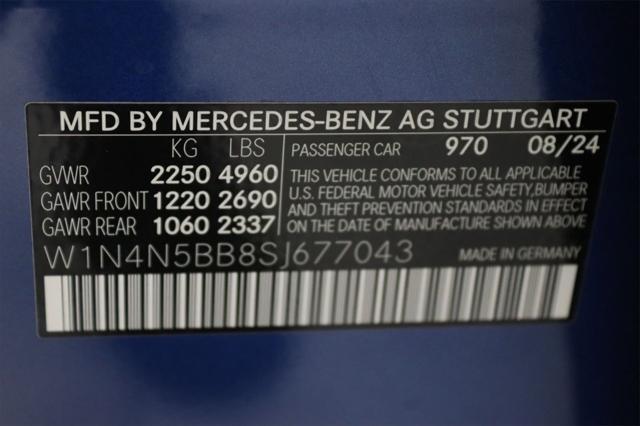 MFD BY MERCEDES-BENZ AG STUTTGART
KG LBS
GVWR 2250 4960
GAWR FRONT 1220 2690
GAWR REAR 1060 2337
PASSENGER CAR 970 08/24
THIS VEHICLE CONFORMS TO ALL APPLICABLE
U.S. FEDERAL MOTOR VEHICLE SAFETY,BUMPER
AND THEFT PREVENTION STANDARDS IN EFFECT
ON THE DATE OF MANUFACTURE SHOWN ABOVE.
W1N4N5BB8SJ677043 MADE IN GERMANY